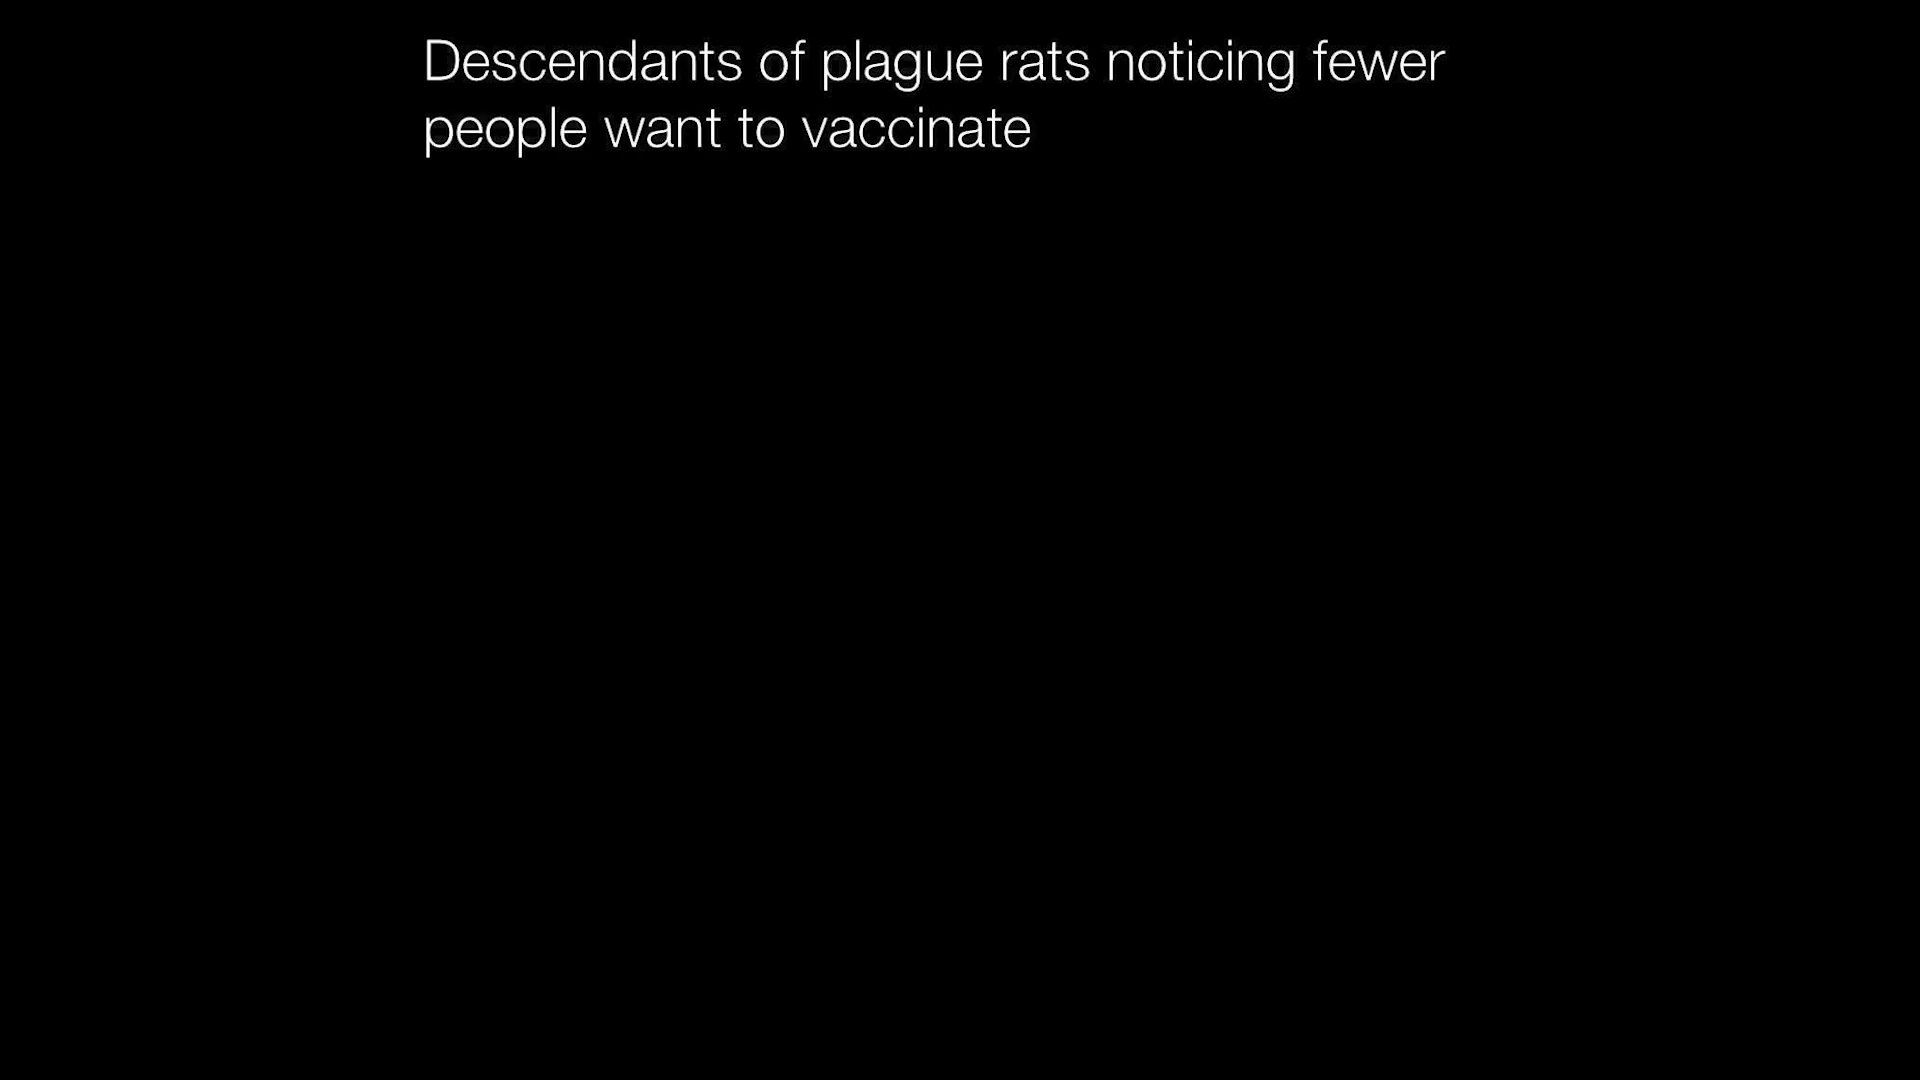 Descendants of plague rats noticing fewer
people want to vaccinate